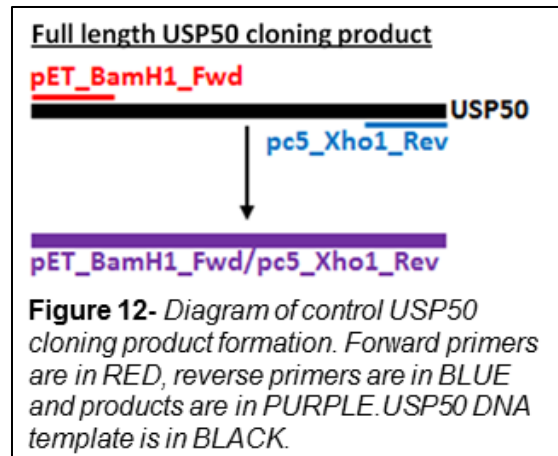 Full length USP50 cloning product
pET_BamH1_Fwd
USP50
pc5_Xho1_Rev
pET_BamH1_Fwd/pc5_Xho1_Rev
Figure 12- Diagram of control USP50
cloning product formation. Forward primers
are in RED, reverse primers are in BLUE
and products are in PURPLE.USP50 DNA
template is in BLACK.